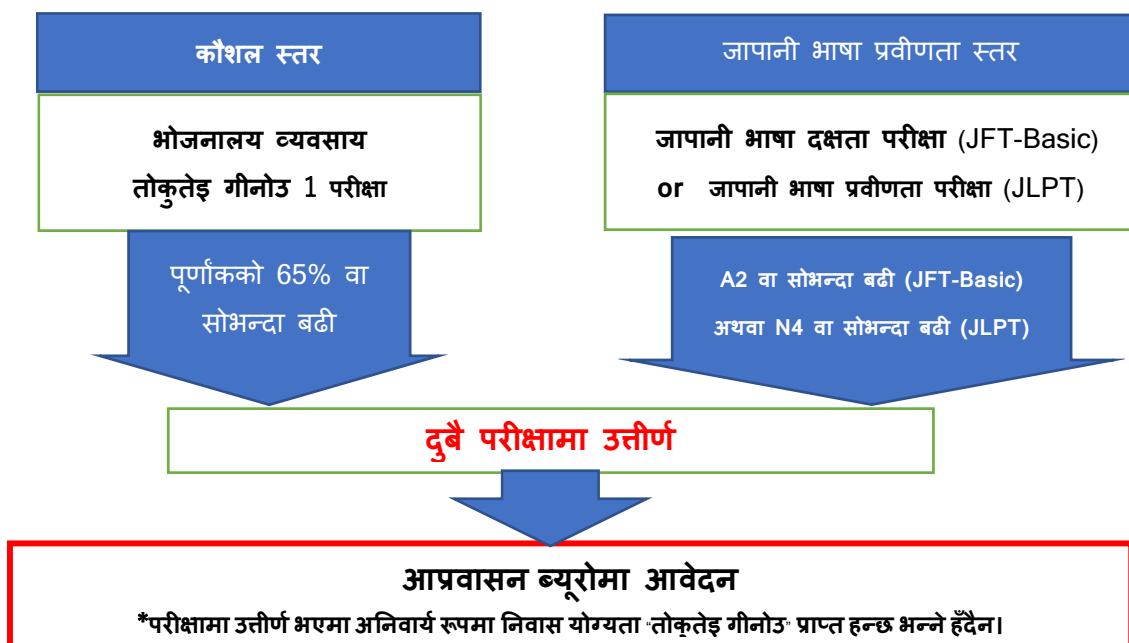 कौशल स्तर
भोजनालय व्यवसाय
तोकुतेइ गीनोउ 1 परीक्षा
पूर्णांकको 65% वा
सोभन्दा बढी
जापानी भाषा प्रवीणता स्तर
जापानी भाषा दक्षता परीक्षा (JFT-Basic)
or जापानी भाषा प्रवीणता परीक्षा (JLPT)
A2 वा सोभन्दा बढी (JFT-Basic)
अथवा N4 वा सोभन्दा बढी (JLPT)
दुबै परीक्षामा उत्तीर्ण
आप्रवासन ब्यूरोमा आवेदन
*परीक्षामा उत्तीर्ण भएमा अनिवार्य रूपमा निवास योग्यता “तोकुतेइ गीनोउ” प्राप्त हुन्छ भन्ने हुँदैन।